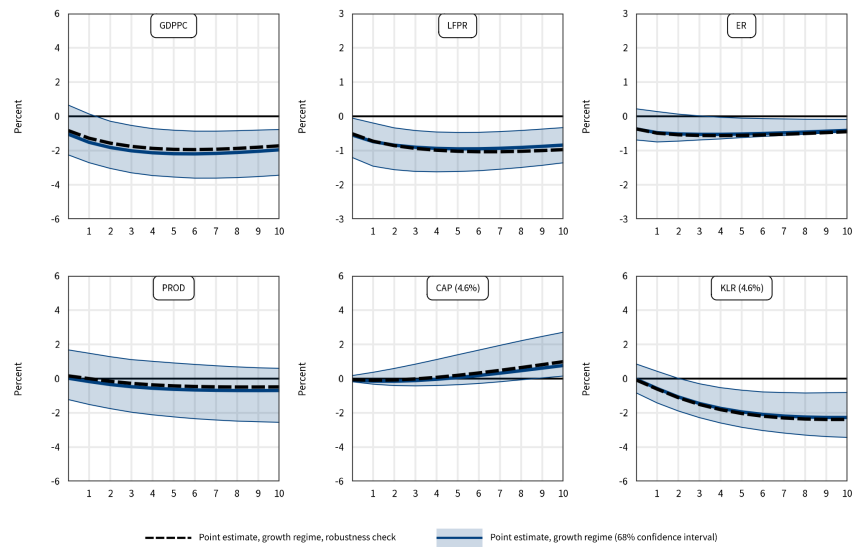 GDPPC
LFPR
ER
6
4
2
0
-2
-4
-6
Percent
1 2 3 4 5 6 7 8 9 10
3
2
1
0
-1
-2
-3
Percent
1 2 3 4 5 6 7 8 9 10
3
2
1
0
-1
-2
3
Percent
1 2 3 4 5 6 7 8 9 10
PROD
CAP (4.6%)
KLR (4.6%)
6
4
2
0
-2
-4
-6
Percent
1 2 3 4 5 6 7 8 9 10
6
4
2
0
-2
-4
-6
Percent
1 2 3 4 5 6 7 8 9 10
6
4
2
0
-2
-4
-6
Percent
1 2 3 4 5 6 7 8 9 10
Point estimate, growth regime, robustness check
Point estimate, growth regime (68% confidence interval)